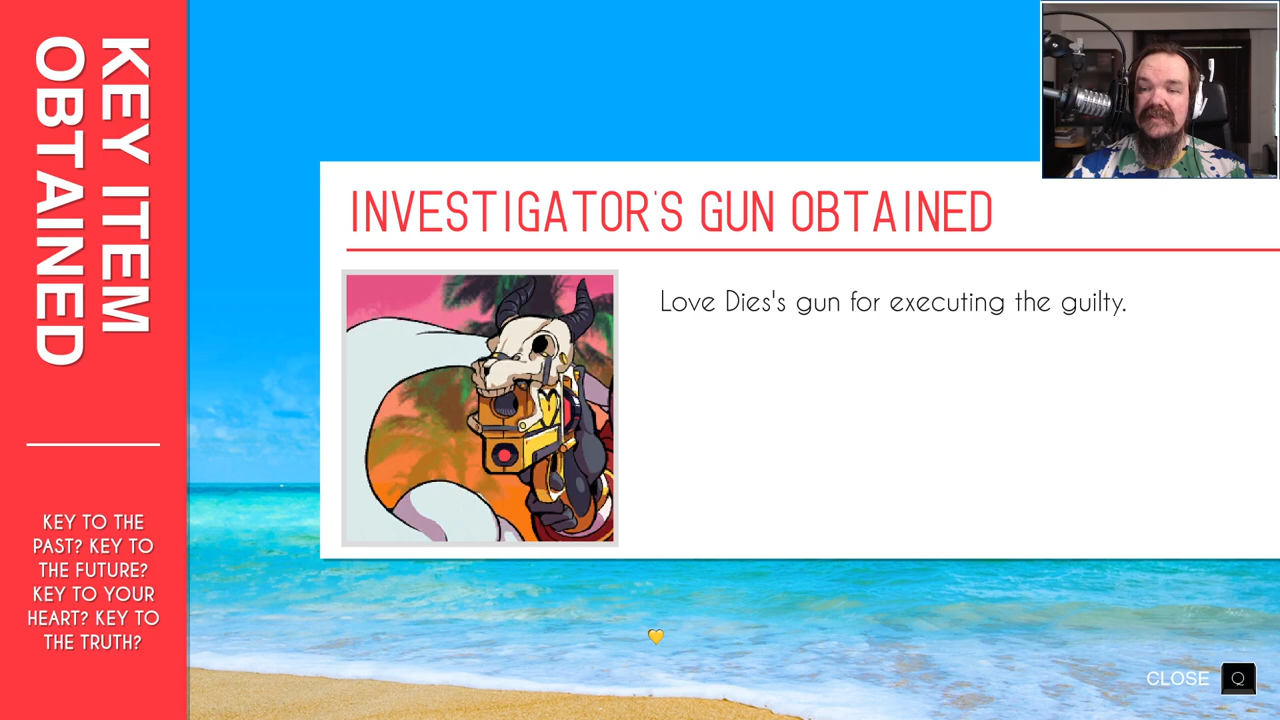 KEY ITEM
OBTAINED
KEY TO THE
PAST? KEY TO
THE FUTURE?
KEY TO YOUR
HEART? KEY TO
THE TRUTH?
INVESTIGATOR'S GUN OBTAINED
Love Dies's gun for executing the guilty.
CLOSE Q